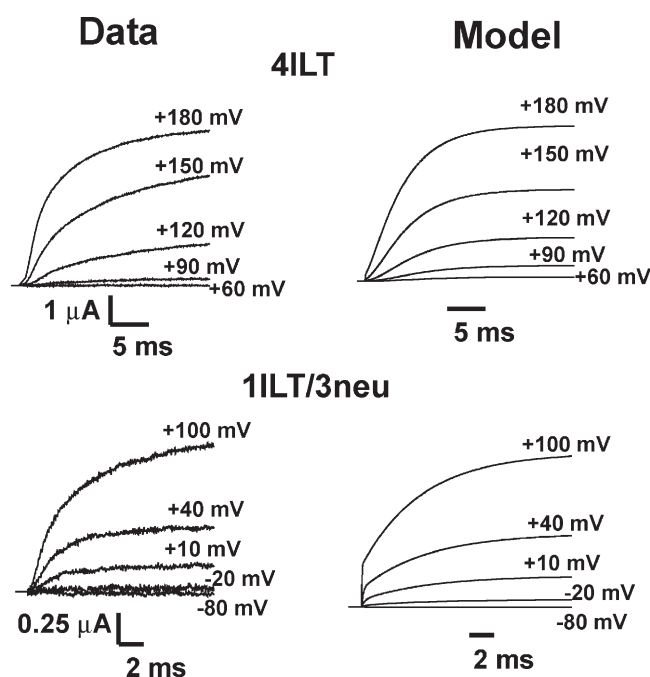 Data
Model
4ILT
+180 mV
+150 mV
+120 mV
+90 mV
+60 mV
1 μA
5 ms
+180 mV
+150 mV
+120 mV
+90 mV
+60 mV
5 ms
1ILT/3neu
+100 mV
+40 mV
+10 mV
-20 mV
-80 mV
0.25 μA
2 ms
+100 mV
+40 mV
+10 mV
-20 mV
-80 mV
2 ms